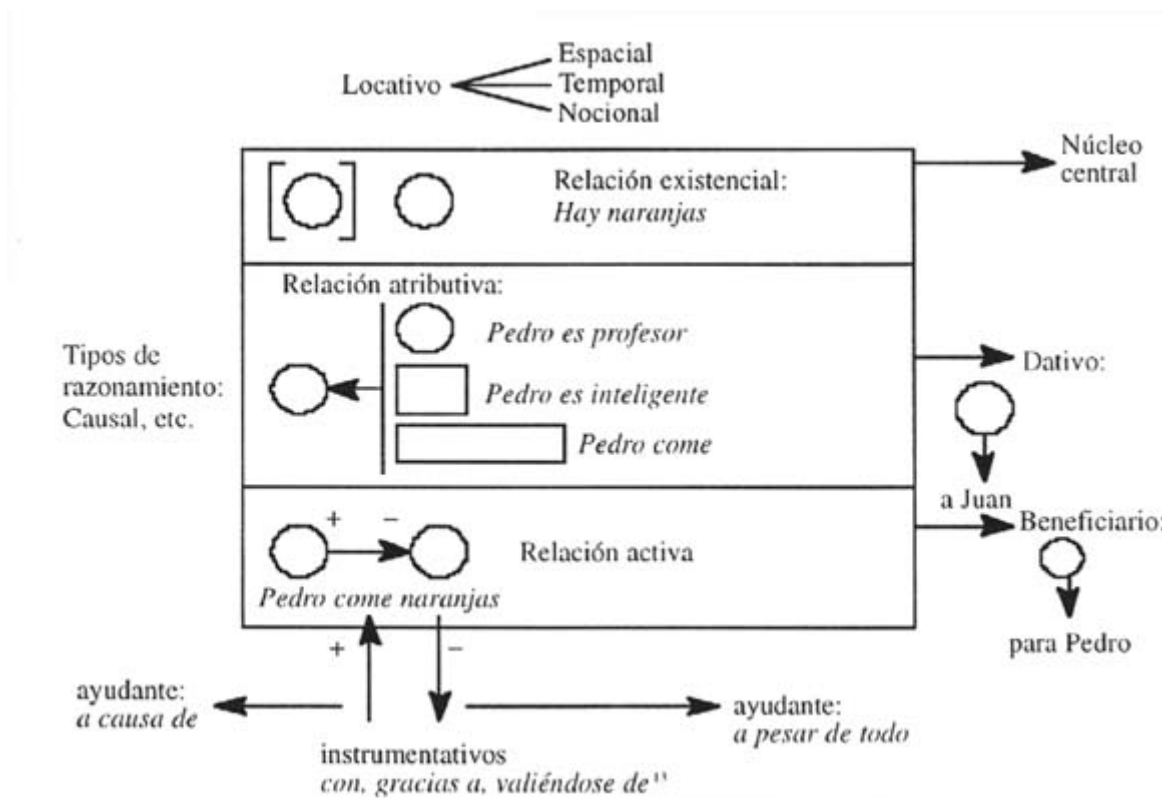 Espacial
Locativo
Temporal
Nocional
Núcleo
central
Relación existencial:
Hay naranjas
Relación atributiva:
Pedro es profesor
Tipos de
razonamiento:
Causal, etc.
Pedro es inteligente
Pedro come
Dativo:
a Juan
Beneficiario:
para Pedro
+ −
Relación activa
Pedro come naranjas
+ −
ayudante:
a causa de
ayudante:
a pesar de todo
instrumentativos
con, gracias a, valiéndose de